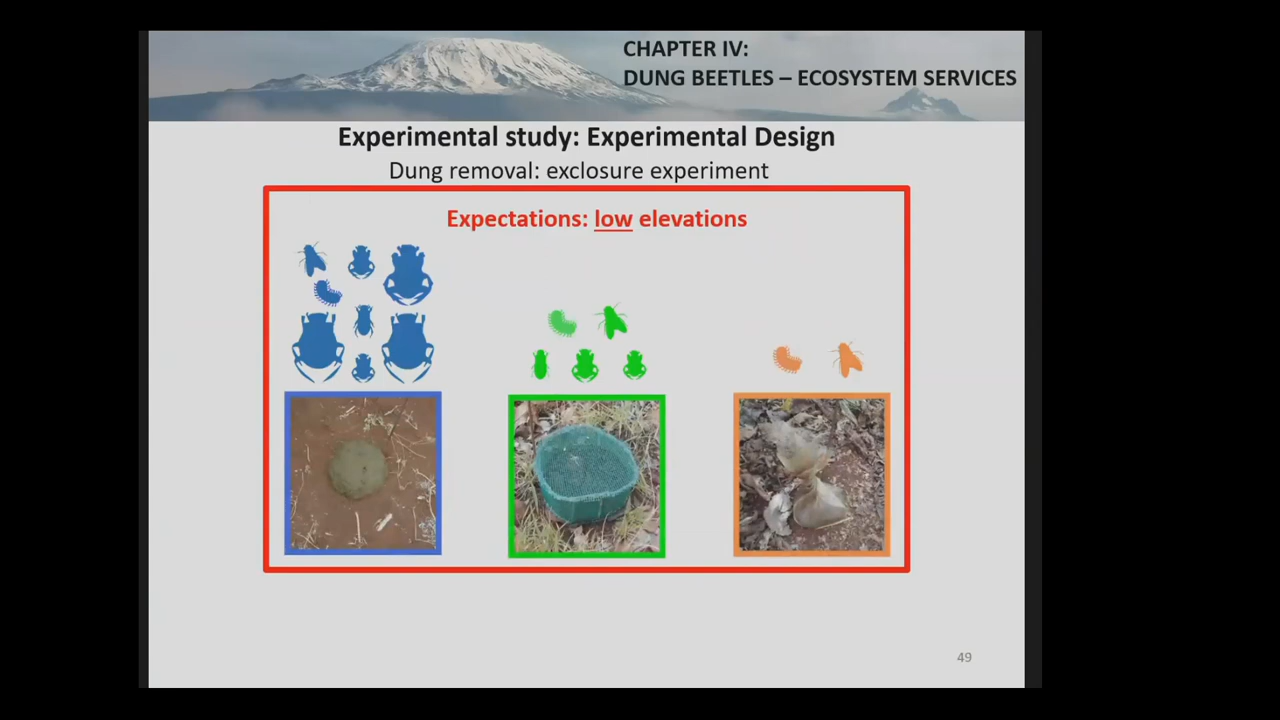 CHAPTER IV:
DUNG BEETLES – ECOSYSTEM SERVICES
Experimental study: Experimental Design
Dung removal: exclosure experiment
Expectations: low elevations
49